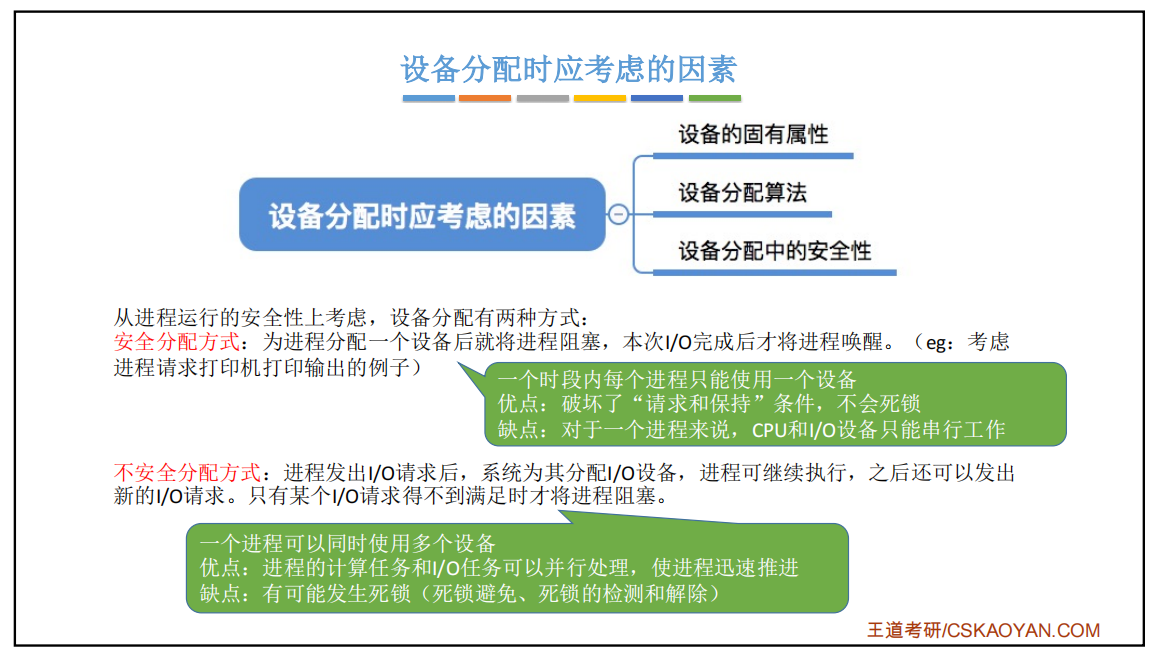 设备分配时应考虑的因素
设备的固有属性
设备分配时应考虑的因素
设备分配算法
设备分配中的安全性
从进程运行的安全性上考虑，设备分配有两种方式：
安全分配方式：为进程分配一个设备后就将进程阻塞，本次I/O完成后才将进程唤醒。（eg：考虑
进程请求打印机打印输出的例子）
一个时段内每个进程只能使用一个设备
优点：破坏了“请求和保持”条件，不会死锁
缺点：对于一个进程来说，CPU和I/O设备只能串行工作
不安全分配方式：进程发出I/O请求后，系统为其分配I/O设备，进程可继续执行，之后还可以发出
新的I/O请求。只有某个I/O请求得不到满足时才将进程阻塞。
一个进程可以同时使用多个设备
优点：进程的计算任务和I/O任务可以并行处理，使进程迅速推进
缺点：有可能发生死锁（死锁避免、死锁的检测和解除）
王道考研/CSKAOYAN.COM